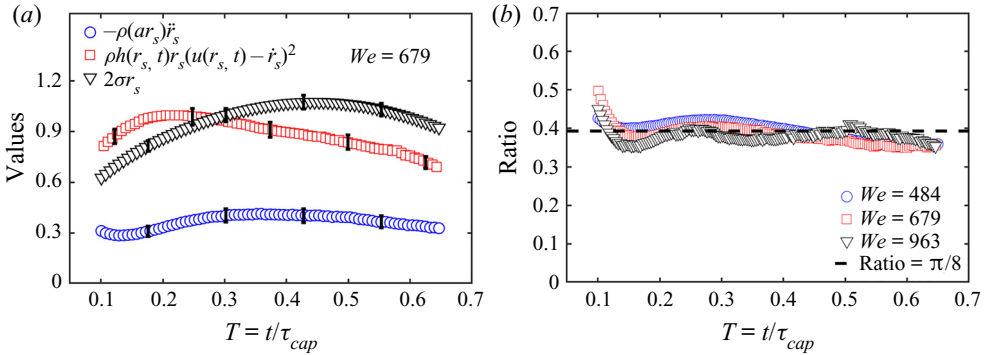 (a)
−ρ(ar_s)r̈_s
ρh(r_s, t)r_s(u(r_s, t) − ṙ_s)²
2σr_s
We = 679
Values
1.2
0.9
0.6
0.3
0
0.1 0.2 0.3 0.4 0.5 0.6 0.7
T = t/τ_cap
(b)
Ratio
0.7
0.6
0.5
0.4
0.3
0.2
0.1
0
We = 484
We = 679
We = 963
Ratio = π/8
0.1 0.2 0.3 0.4 0.5 0.6 0.7
T = t/τ_cap